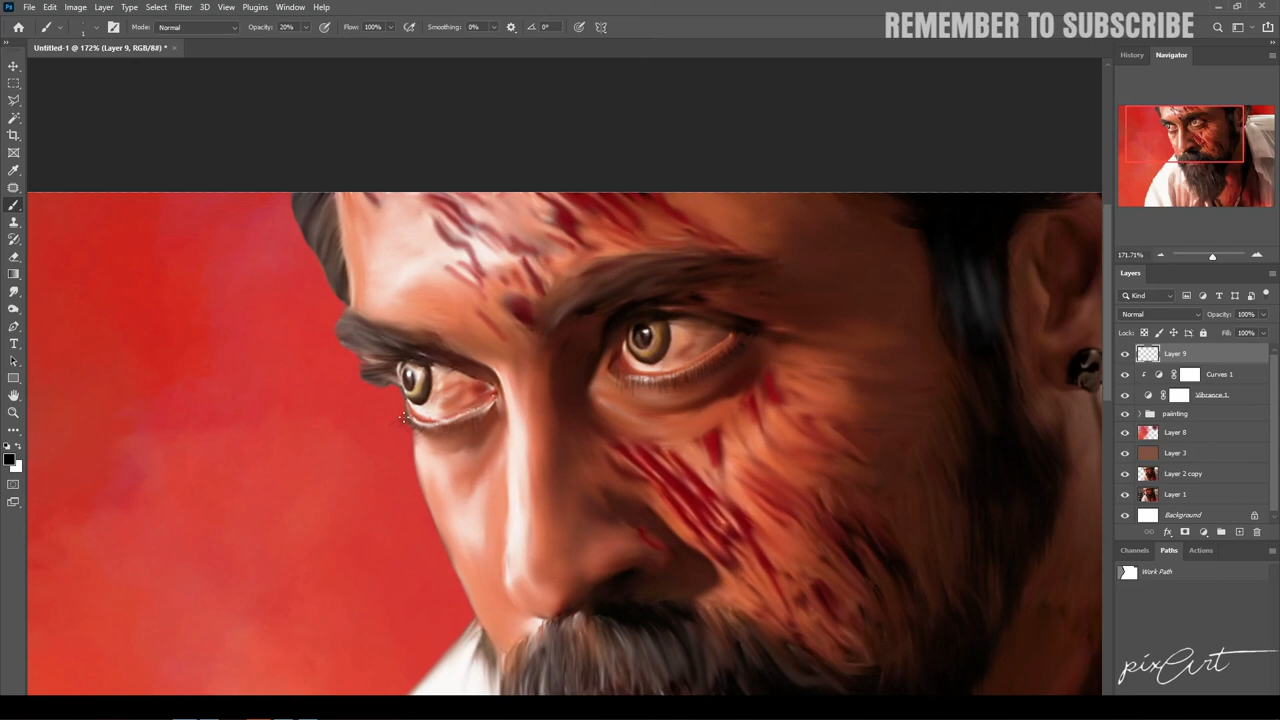 File Edit Image Layer Type Select Filter 3D View Plugins Window Help
REMEMBER TO SUBSCRIBE
1 Mode: Normal Opacity: 20% Flow: 100% Smoothing: 0% 0°
Untitled-1 @ 172% (Layer 9, RGB/8#) * ×
History Navigator
171.71%
Layers
Kind
Normal Opacity: 100%
Lock: Fill: 100%
Layer 9
Curves 1
Vibrance 1
painting
Layer 8
Layer 3
Layer 2 copy
Layer 1
Background
fx
Channels Paths Actions
Work Path
pixArt